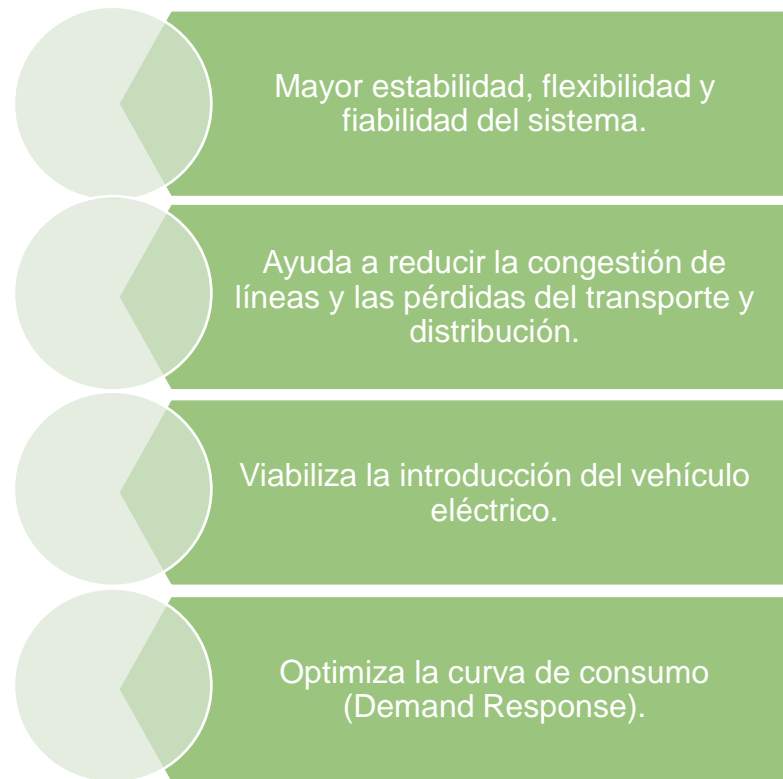 Mayor estabilidad, flexibilidad y
fiabilidad del sistema.
Ayuda a reducir la congestión de
líneas y las pérdidas del transporte y
distribución.
Viabiliza la introducción del vehículo
eléctrico.
Optimiza la curva de consumo
(Demand Response).